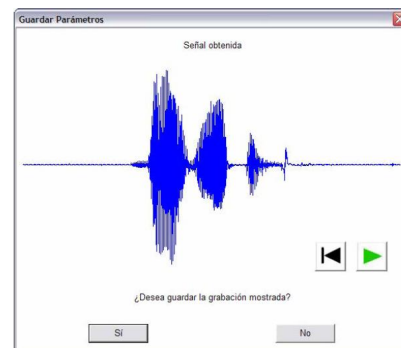 Guardar Parámetros
Señal obtenida
¿Desea guardar la grabación mostrada?
Sí
No